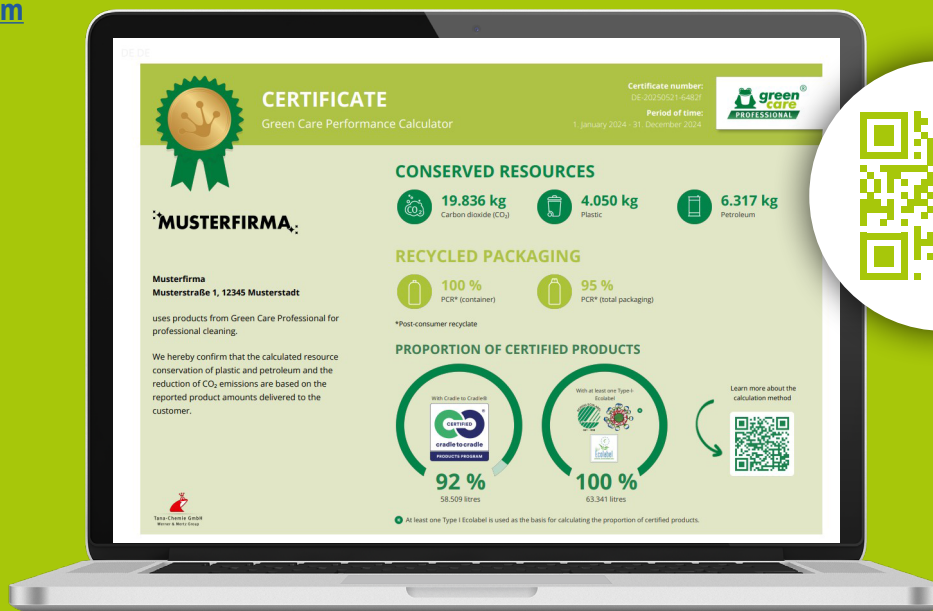 m
DE DE
CERTIFICATE
Green Care Performance Calculator
Certificate number:
DE-20250521-6482f
Period of time:
1. January 2024 - 31. December 2024
green care®
PROFESSIONAL
MUSTERFIRMA
Musterfirma
Musterstraße 1, 12345 Musterstadt
uses products from Green Care Professional for
professional cleaning.
We hereby confirm that the calculated resource
conservation of plastic and petroleum and the
reduction of CO₂ emissions are based on the
reported product amounts delivered to the
customer.
Tana-Chemie GmbH
Werner & Mertz Group
CONSERVED RESOURCES
CO₂
19.836 kg
Carbon dioxide (CO₂)
4.050 kg
Plastic
6.317 kg
Petroleum
RECYCLED PACKAGING
100 %
PCR* (container)
95 %
PCR* (total packaging)
*Post-consumer recyclate
PROPORTION OF CERTIFIED PRODUCTS
With Cradle to Cradle®
CERTIFIED
cradletocradle
PRODUCTS PROGRAM
92 %
58.509 litres
With at least one Type-I-
Ecolabel
Ecolabel
100 %
63.341 litres
At least one Type I Ecolabel is used as the basis for calculating the proportion of certified products.
Learn more about the
calculation method